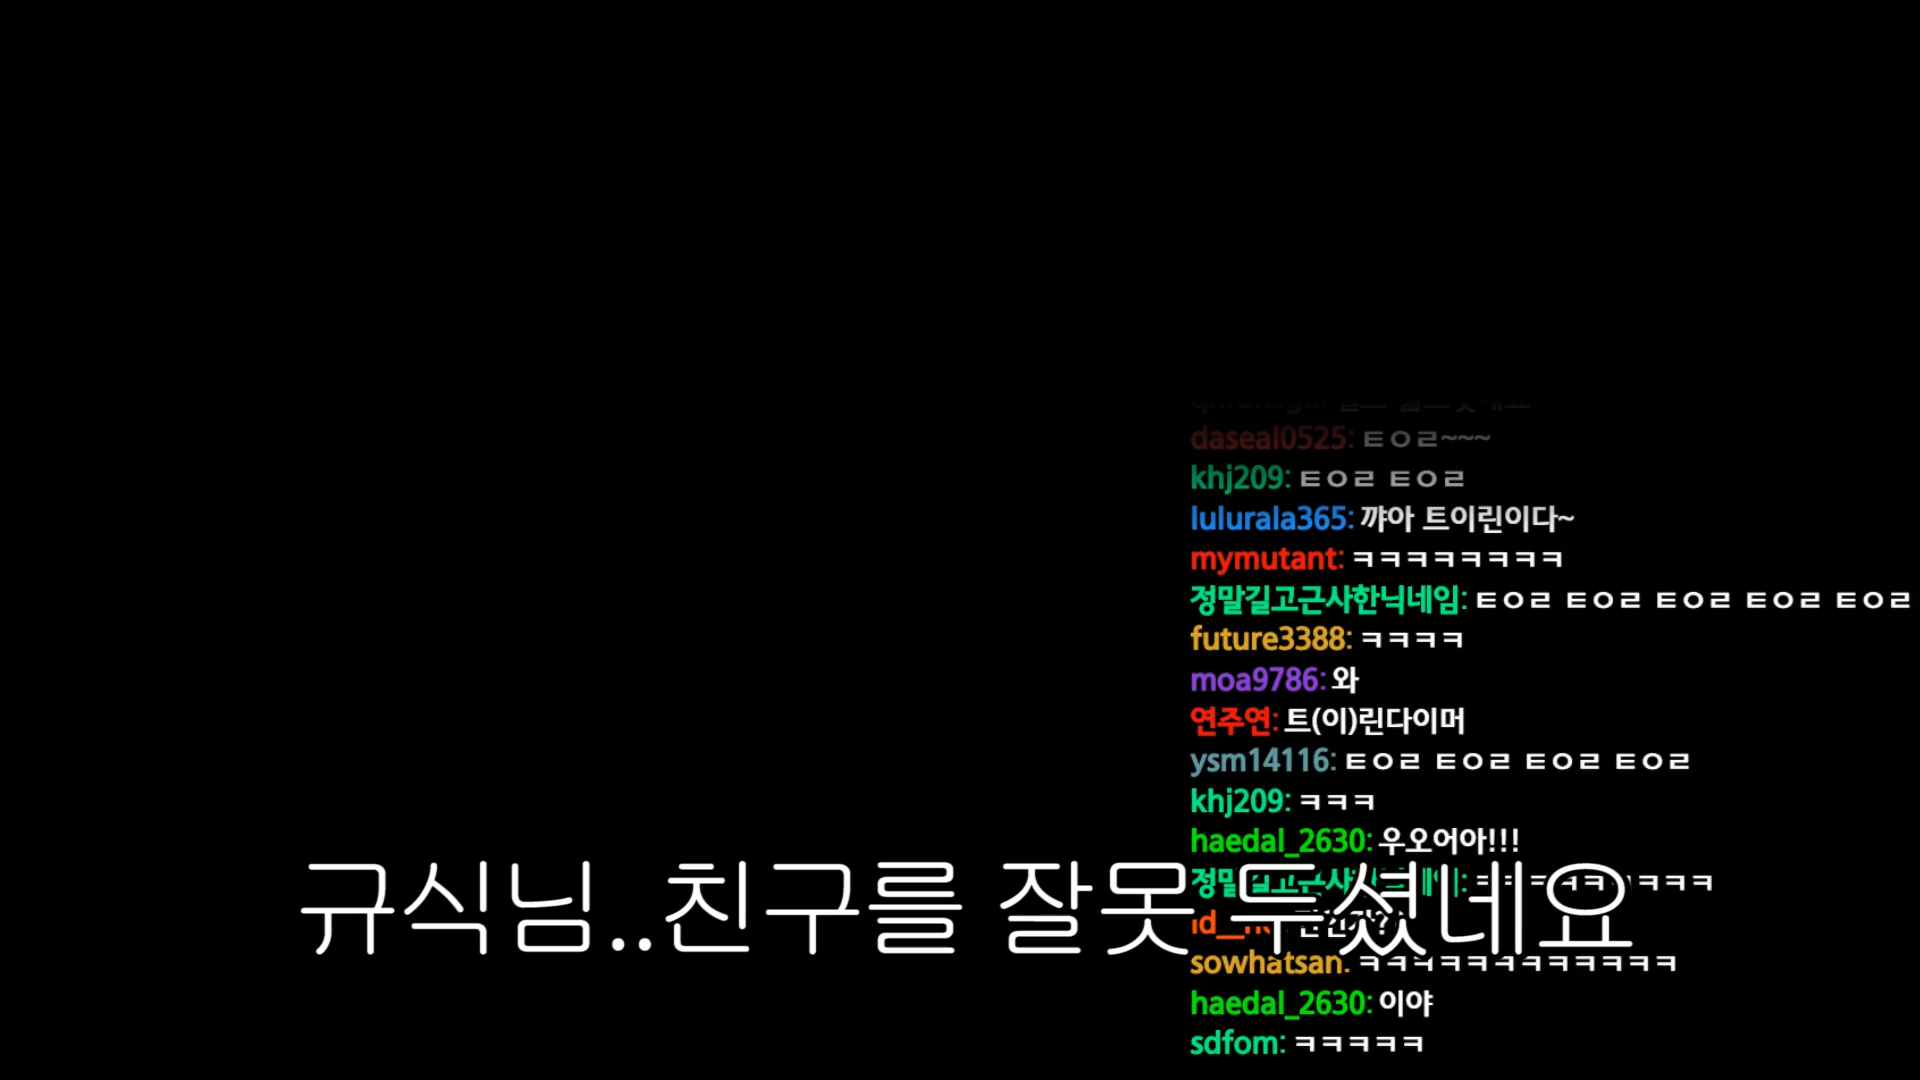 daseal0525: ㅌㅇㄹ~~~
khj209: ㅌㅇㄹ ㅌㅇㄹ
lulurala365: 꺄아 트이린이다~
mymutant: ㅋㅋㅋㅋㅋㅋㅋㅋ
정말길고근사한닉네임: ㅌㅇㄹ ㅌㅇㄹ ㅌㅇㄹ ㅌㅇㄹ ㅌㅇㄹ
future3388: ㅋㅋㅋㅋ
moa9786: 와
연주연: 트(이)린다이머
ysm14116: ㅌㅇㄹ ㅌㅇㄹ ㅌㅇㄹ ㅌㅇㄹ
khj209: ㅋㅋㅋ
haedal_2630: 우오어아!!!
규식님..친구를 잘못 두셨네요
sowhatsan: ㅋㅋㅋㅋㅋㅋㅋㅋㅋㅋㅋㅋ
haedal_2630: 이야
sdfom: ㅋㅋㅋㅋㅋ